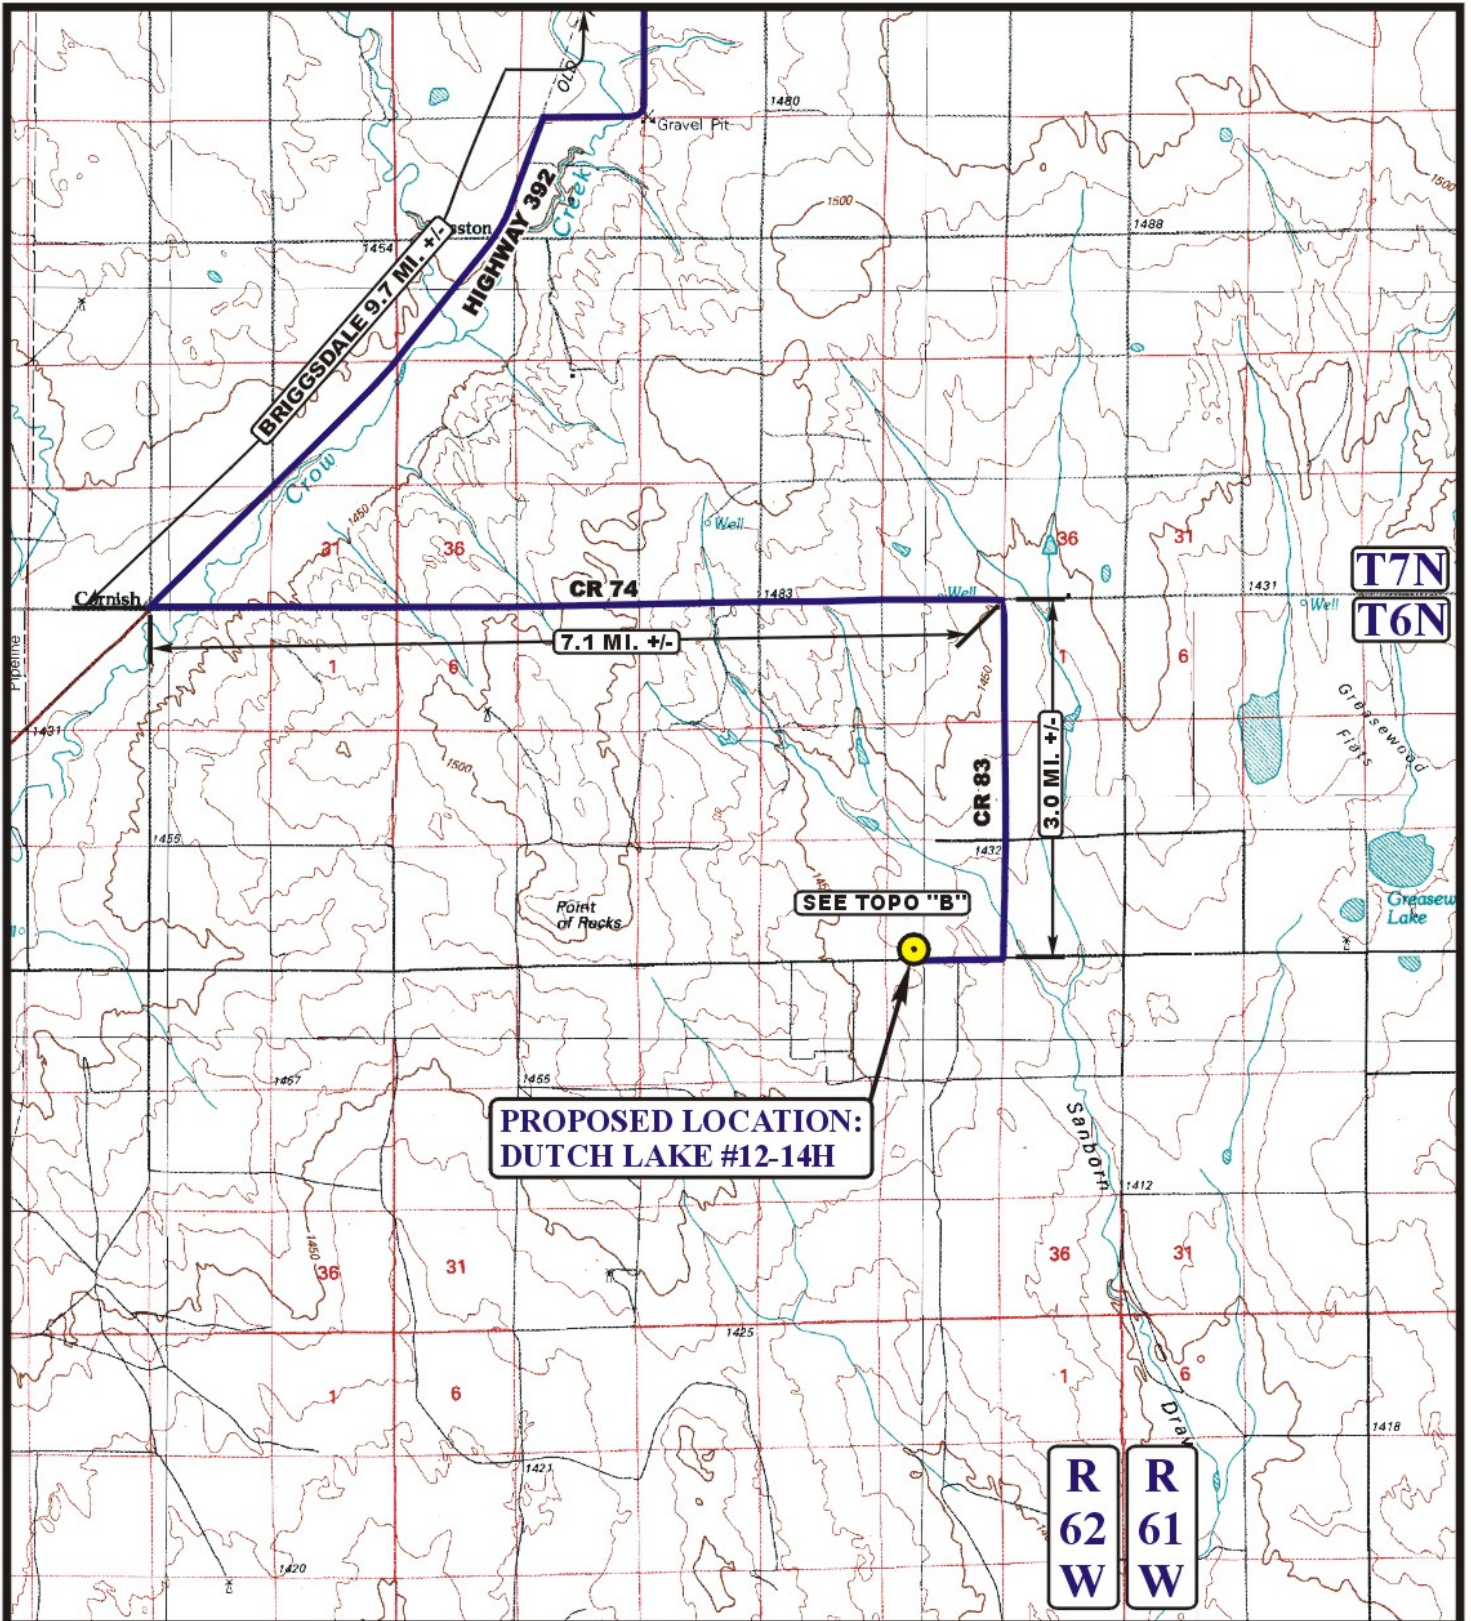 OLD
1480
Gravel Pit
1500
1500
1488
Creek
HIGHWAY 392
1454
BRIGGSDALE 9.7 MI. +/-
Crow
1450
Well
31
36
36
31
T7N
Cornish
CR 74
1483
Well
1431
Well
T6N
7.1 MI. +/-
Pipeline
1
6
1450
1
6
Greasewood
Flats
1431
1500
CR 83
3.0 MI. +/-
1455
1432
SEE TOPO "B"
Point
of Rocks
Greasew
Lake
1467
1455
PROPOSED LOCATION:
DUTCH LAKE #12-14H
Sanborn
1412
1450
36
31
36
31
1425
1
6
1
6
Draw
1418
1421
R
62
W
R
61
W
1420